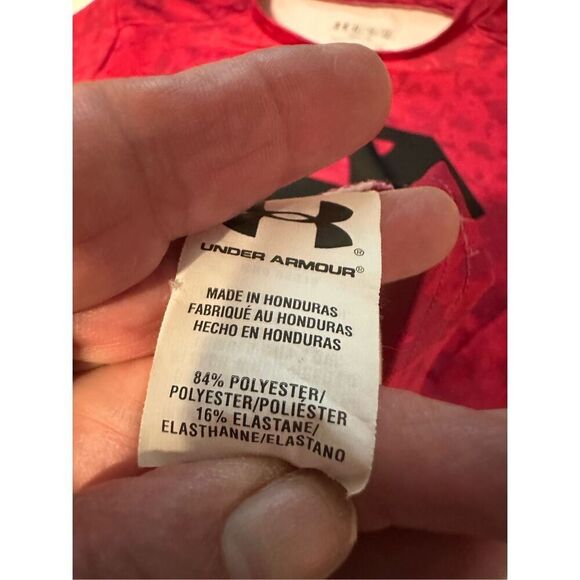 UNDER ARMOUR®
®
MADE IN HONDURAS
FABRIQUÉ AU HONDURAS
HECHO EN HONDURAS
84% POLYESTER/
POLYESTER/POLIÉSTER
16% ELASTANE/
ELASTHANNE/ELASTANO